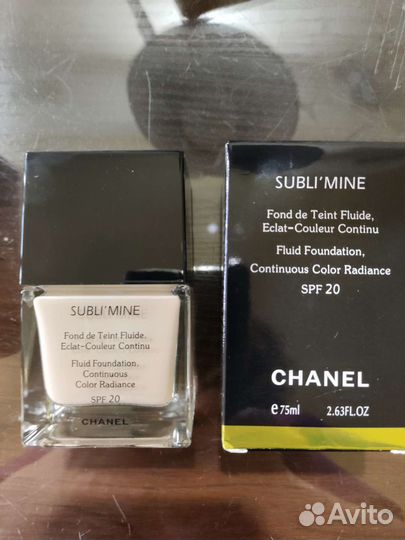 SUBLI'MINE
Fond de Teint Fluide,
Eclat-Couleur Continu
Fluid Foundation,
Continuous
Color Radiance
SPF 20
CHANEL
SUBLI'MINE
Fond de Teint Fluide,
Eclat-Couleur Continu
Fluid Foundation,
Continuous Color Radiance
SPF 20
CHANEL
e 75ml 2.63FL.OZ
Avito